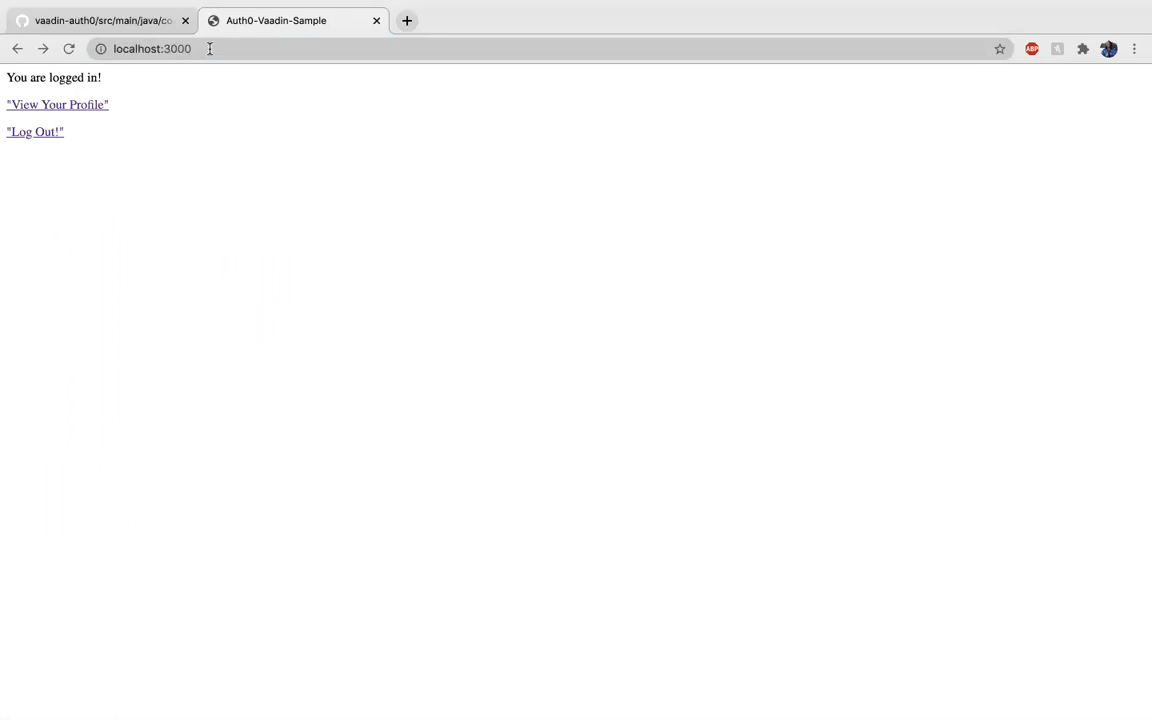 vaadin-auth0/src/main/java/co
Auth0-Vaadin-Sample
localhost:3000
ABP
You are logged in!
"View Your Profile"
"Log Out!"